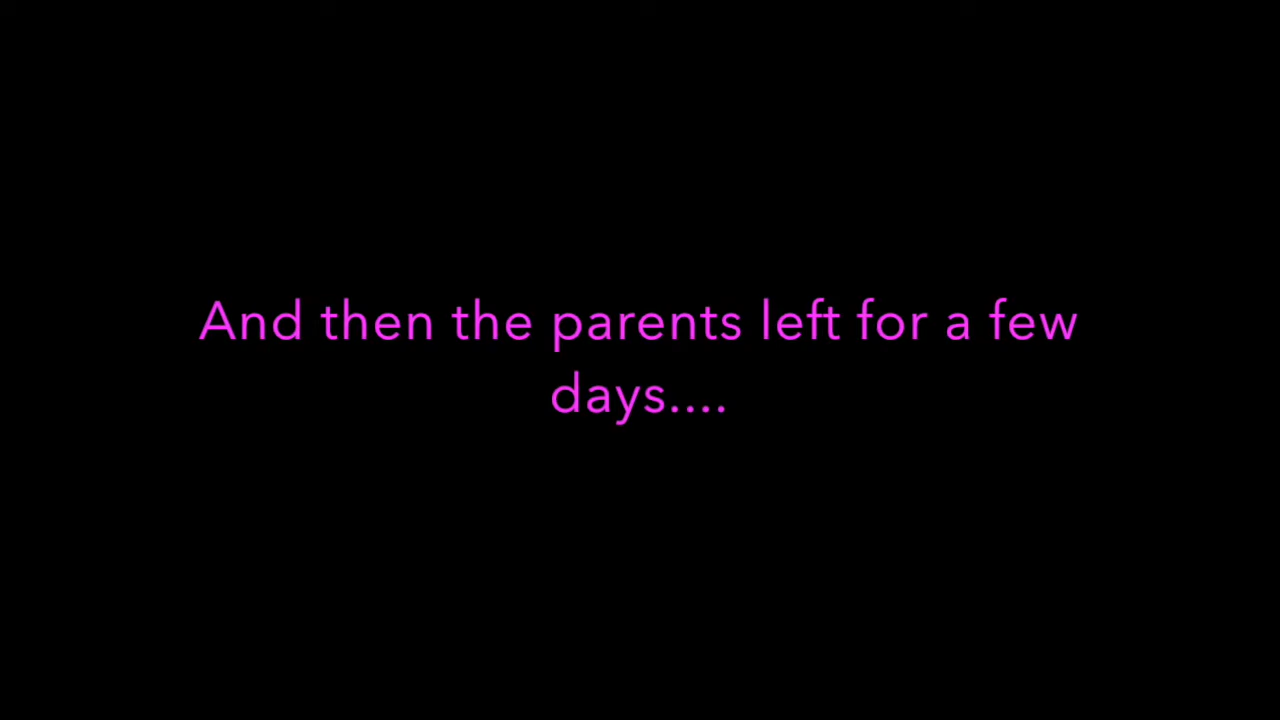 And then the parents left for a few
days....